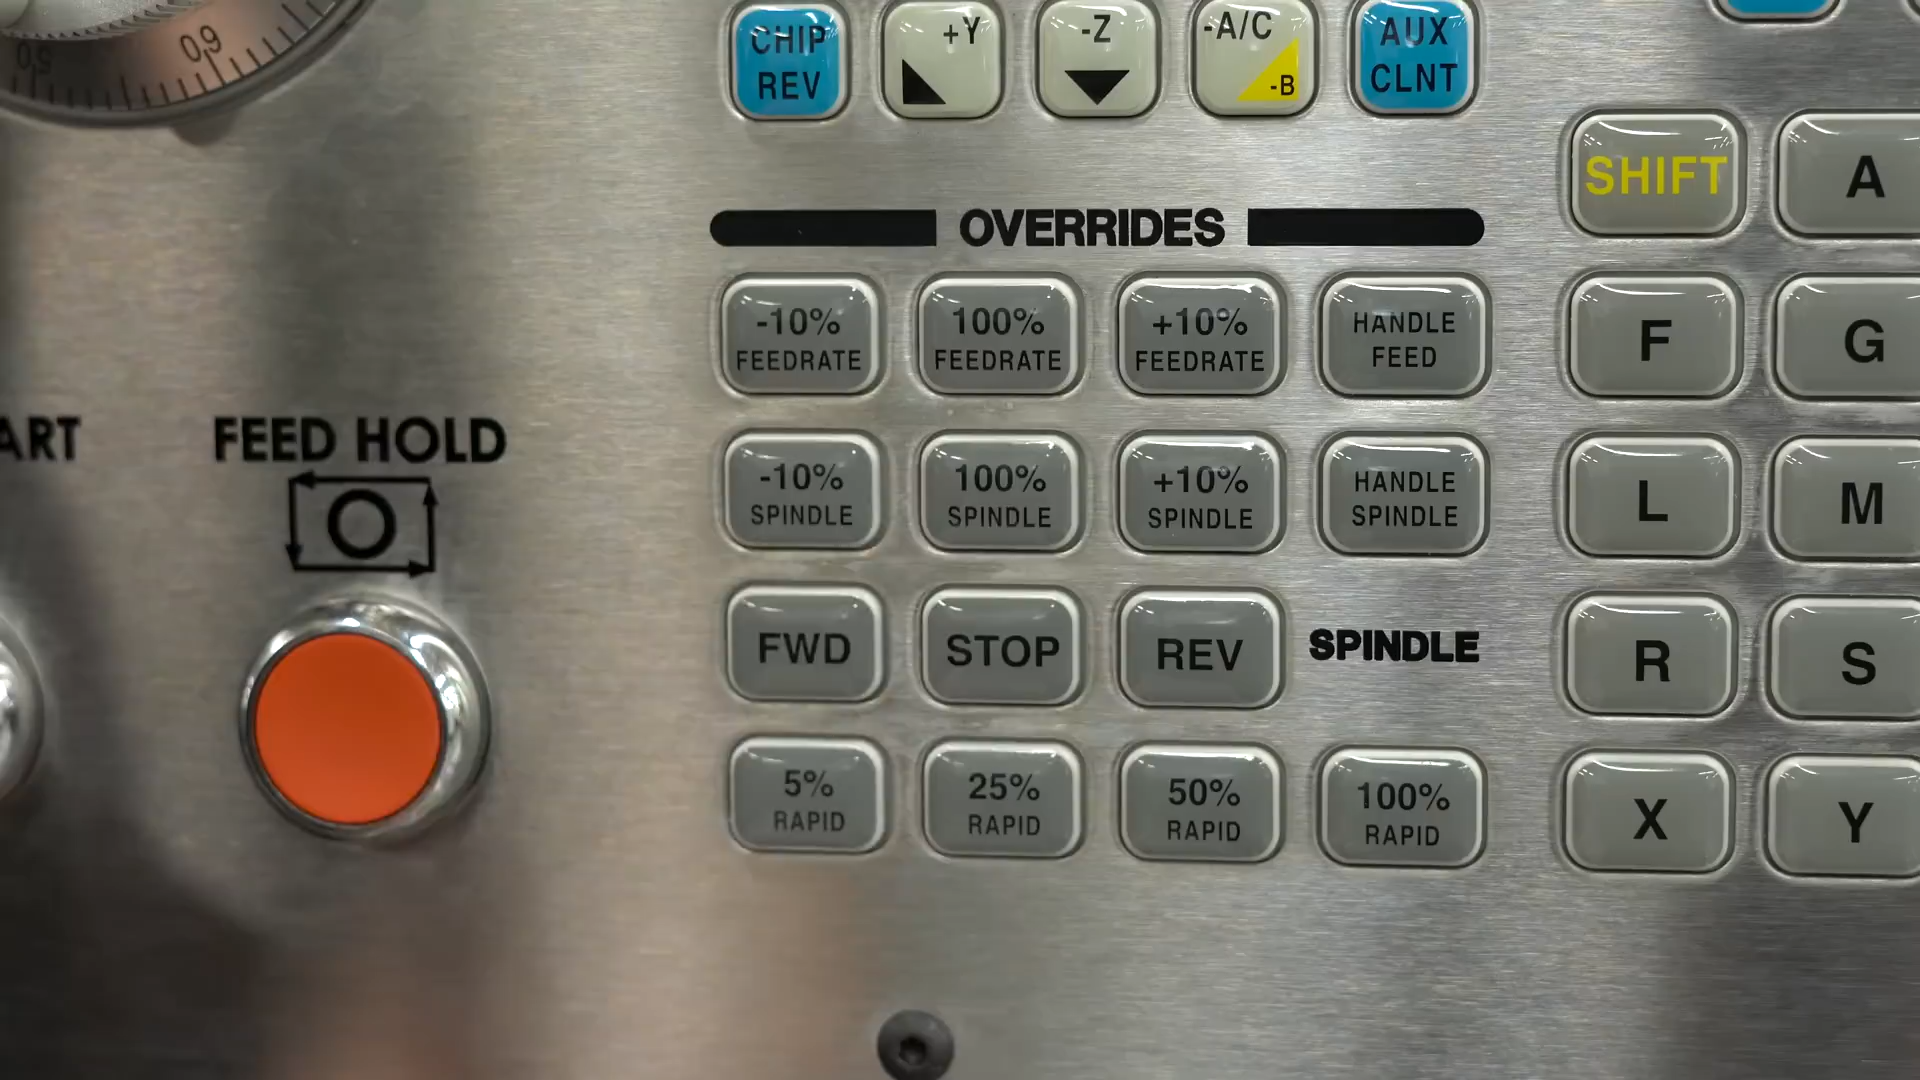 CHIP
REV
+Y
-Z
-A/C
-B
AUX
CLNT
SHIFT
A
OVERRIDES
-10%
FEEDRATE
100%
FEEDRATE
+10%
FEEDRATE
HANDLE
FEED
F
G
ART
FEED HOLD
-10%
SPINDLE
100%
SPINDLE
+10%
SPINDLE
HANDLE
SPINDLE
L
M
FWD
STOP
REV
SPINDLE
R
S
5%
RAPID
25%
RAPID
50%
RAPID
100%
RAPID
X
Y